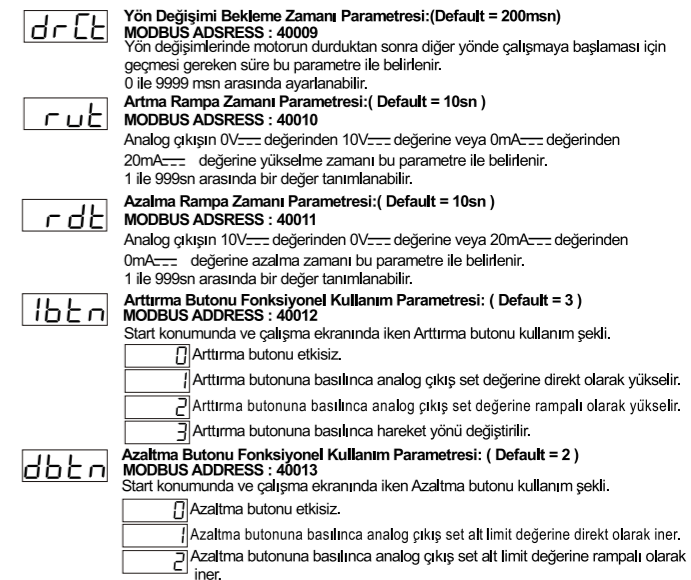 drCt
Yön Değişimi Bekleme Zamanı Parametresi:(Default = 200msn)
MODBUS ADSRESS : 40009
Yön değişimlerinde motorun durduktan sonra diğer yönde çalışmaya başlaması için
geçmesi gereken süre bu parametre ile belirlenir.
0 ile 9999 msn arasında ayarlanabilir.
rut
Artma Rampa Zamanı Parametresi:( Default = 10sn )
MODBUS ADSRESS : 40010
Analog çıkışın 0V⎓ değerinden 10V⎓ değerine veya 0mA⎓ değerinden
20mA⎓ değerine yükselme zamanı bu parametre ile belirlenir.
1 ile 999sn arasında bir değer tanımlanabilir.
rdt
Azalma Rampa Zamanı Parametresi:( Default = 10sn )
MODBUS ADSRESS : 40011
Analog çıkışın 10V⎓ değerinden 0V⎓ değerine veya 20mA⎓ değerinden
0mA⎓ değerine azalma zamanı bu parametre ile belirlenir.
1 ile 999sn arasında bir değer tanımlanabilir.
Ibtn
Arttırma Butonu Fonksiyonel Kullanım Parametresi: ( Default = 3 )
MODBUS ADDRESS : 40012
Start konumunda ve çalışma ekranında iken Arttırma butonu kullanım şekli.
0 Arttırma butonu etkisiz.
1 Arttırma butonuna basılınca analog çıkış set değerine direkt olarak yükselir.
2 Arttırma butonuna basılınca analog çıkış set değerine rampalı olarak yükselir.
3 Arttırma butonuna basılınca hareket yönü değiştirilir.
dbtn
Azaltma Butonu Fonksiyonel Kullanım Parametresi: ( Default = 2 )
MODBUS ADDRESS : 40013
Start konumunda ve çalışma ekranında iken Azaltma butonu kullanım şekli.
0 Azaltma butonu etkisiz.
1 Azaltma butonuna basılınca analog çıkış set alt limit değerine direkt olarak iner.
2 Azaltma butonuna basılınca analog çıkış set alt limit değerine rampalı olarak
iner.